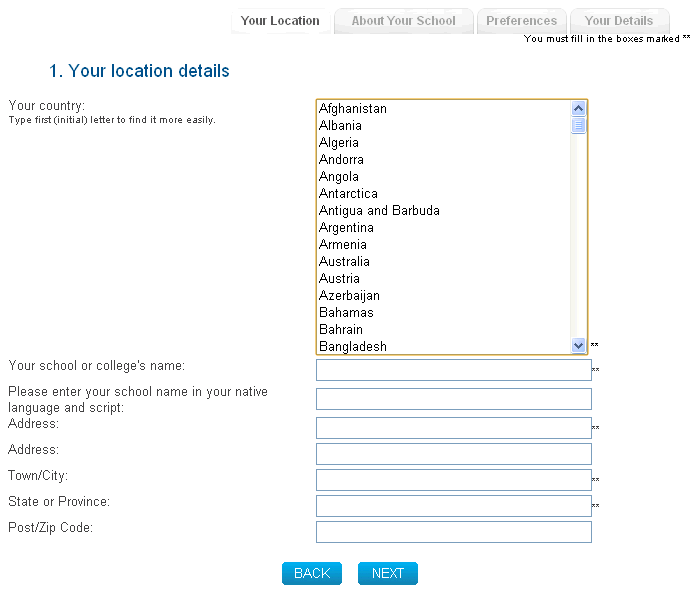 Your Location About Your School Preferences Your Details
You must fill in the boxes marked **
1. Your location details
Your country:
Type first (initial) letter to find it more easily.
Afghanistan
Albania
Algeria
Andorra
Angola
Antarctica
Antigua and Barbuda
Argentina
Armenia
Australia
Austria
Azerbaijan
Bahamas
Bahrain
Bangladesh **
Your school or college's name: **
Please enter your school name in your native
language and script:
Address: **
Address:
Town/City: **
State or Province: **
Post/Zip Code:
BACK NEXT